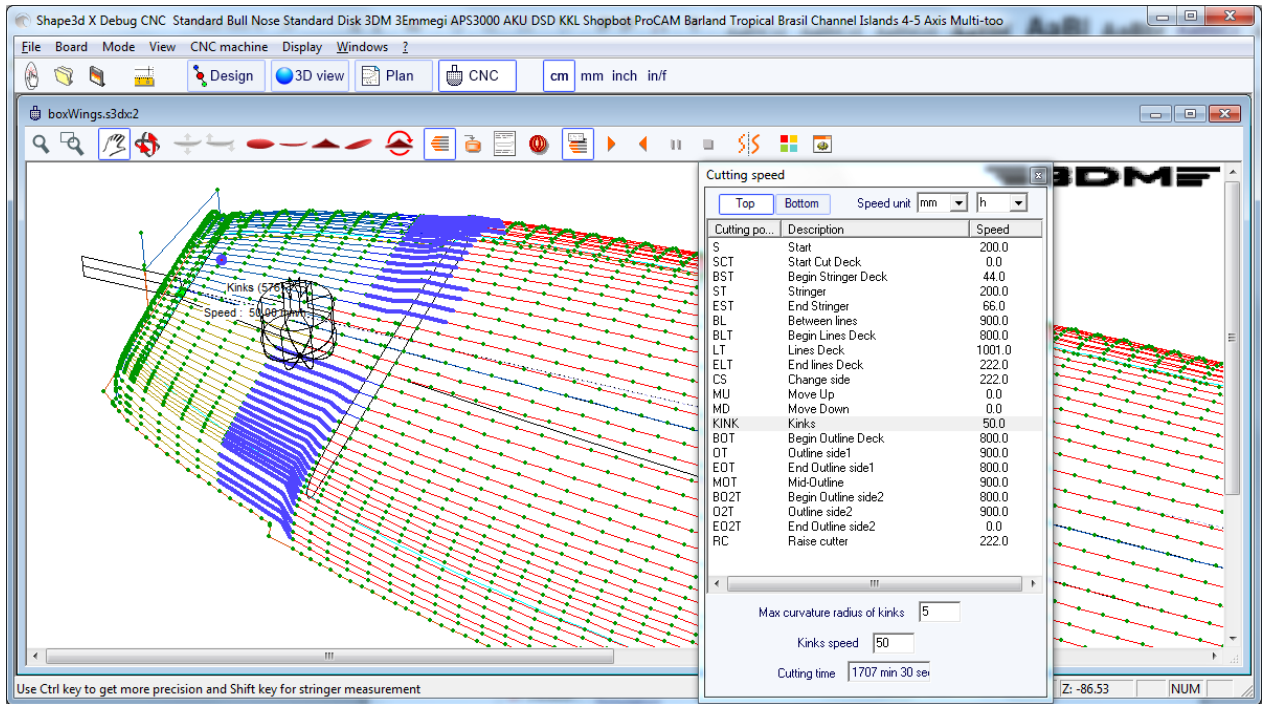 Shape3d X Debug CNC Standard Bull Nose Standard Disk 3DM 3Emmegi APS3000 AKU DSD KKL Shopbot ProCAM Barland Tropical Brasil Channel Islands 4-5 Axis Multi-too
File Board Mode View CNC machine Display Windows ?
Design 3D view Plan CNC cm mm inch in/f
boxWings.s3dx:2
3DM
Cutting speed
Top Bottom Speed unit mm h
Cutting po... Description Speed
S Start 200.0
SCT Start Cut Deck 0.0
BST Begin Stringer Deck 44.0
ST Stringer 200.0
EST End Stringer 66.0
BL Between lines 900.0
BLT Begin Lines Deck 800.0
LT Lines Deck 1001.0
ELT End lines Deck 222.0
CS Change side 222.0
MU Move Up 0.0
MD Move Down 0.0
KINK Kinks 50.0
BOT Begin Outline Deck 800.0
OT Outline side1 900.0
EOT End Outline side1 800.0
MOT Mid-Outline 900.0
BO2T Begin Outline side2 800.0
O2T Outline side2 900.0
EO2T End Outline side2 0.0
RC Raise cutter 222.0
Max curvature radius of kinks 5
Kinks speed 50
Cutting time 1707 min 30 se
Kinks
Speed : 50.00
Use Ctrl key to get more precision and Shift key for stringer measurement
Z: -86.53 NUM